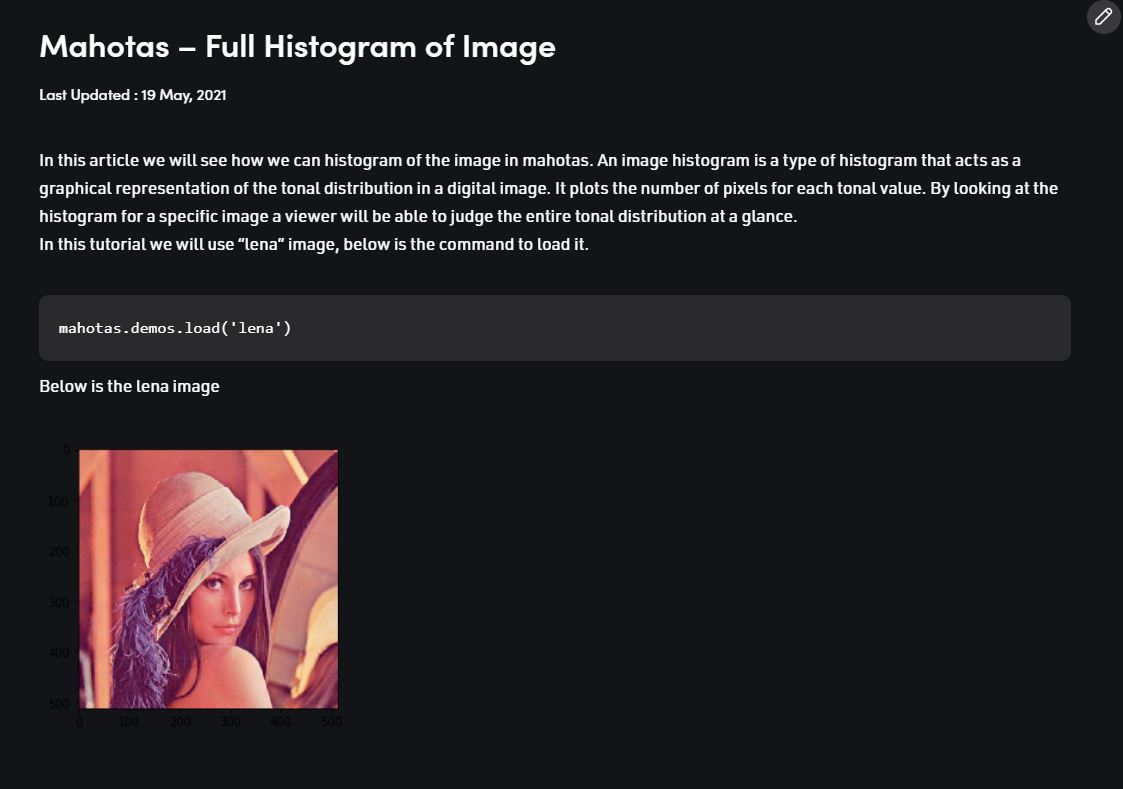 Mahotas – Full Histogram of Image
Last Updated : 19 May, 2021
In this article we will see how we can histogram of the image in mahotas. An image histogram is a type of histogram that acts as a
graphical representation of the tonal distribution in a digital image. It plots the number of pixels for each tonal value. By looking at the
histogram for a specific image a viewer will be able to judge the entire tonal distribution at a glance.
In this tutorial we will use “lena” image, below is the command to load it.
mahotas.demos.load('lena')
Below is the lena image
0
100
200
300
400
500
0 100 200 300 400 500